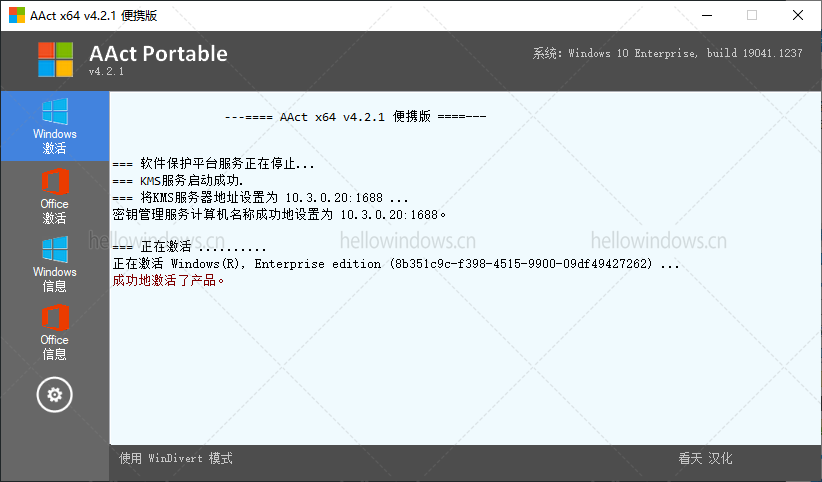 AAct x64 v4.2.1 便携版
AAct Portable
v4.2.1
系统: Windows 10 Enterprise, build 19041.1237
Windows
激活
Office
激活
Windows
信息
Office
信息
---==== AAct x64 v4.2.1 便携版 ====---
=== 软件保护平台服务正在停止...
=== KMS服务启动成功.
=== 将KMS服务器地址设置为 10.3.0.20:1688 ...
密钥管理服务计算机名称成功地设置为 10.3.0.20:1688。
hellowindows.cn hellowindows.cn hellowindows.cn
=== 正在激活 ..........
正在激活 Windows(R), Enterprise edition (8b351c9c-f398-4515-9900-09df49427262) ...
成功地激活了产品。
使用 WinDivert 模式
看天 汉化